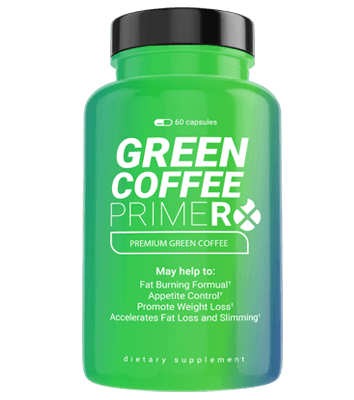 60 capsules
GREEN
COFFEE
PRIMERX
PREMIUM GREEN COFFEE
May help to:
Fat Burning Formual†
Appetite Control†
Promote Weight Loss†
Accelerates Fat Loss and Slimming†
dietary supplement